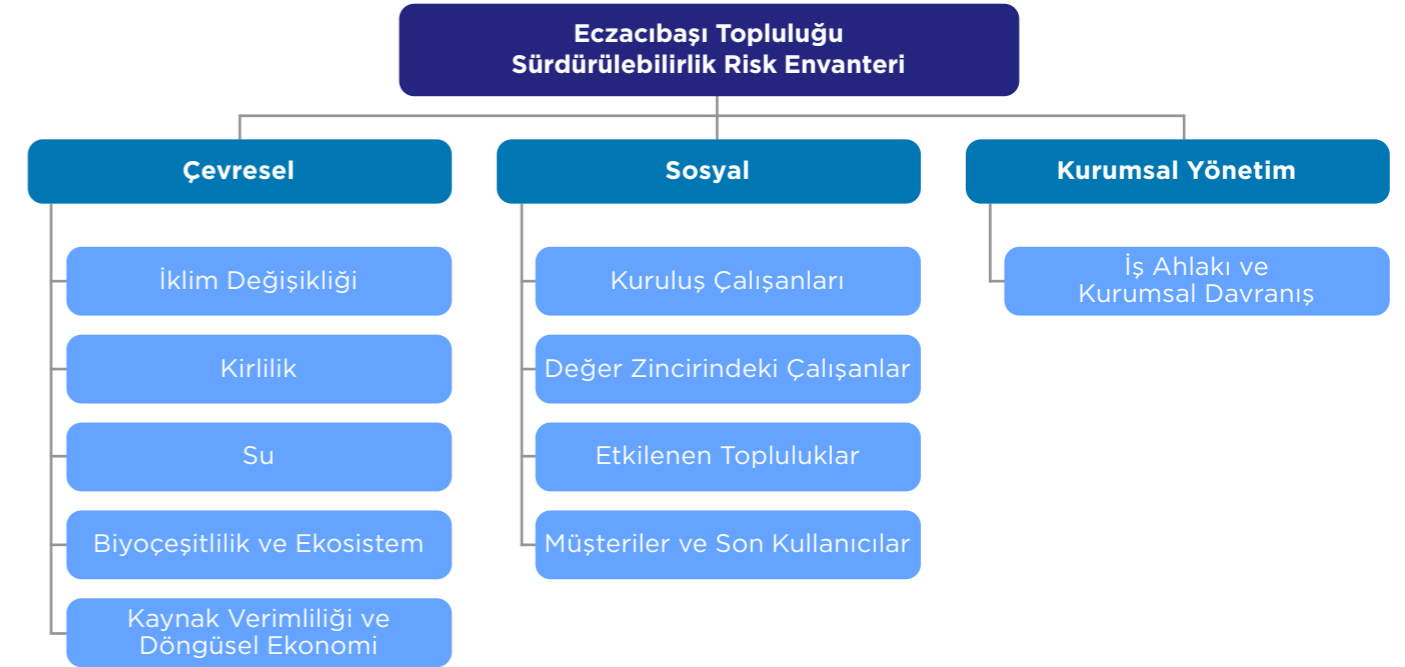 Eczacıbaşı Topluluğu
Sürdürülebilirlik Risk Envanteri
Çevresel
İklim Değişikliği
Kirlilik
Su
Biyoçeşitlilik ve Ekosistem
Kaynak Verimliliği ve
Döngüsel Ekonomi
Sosyal
Kuruluş Çalışanları
Değer Zincirindeki Çalışanlar
Etkilenen Topluluklar
Müşteriler ve Son Kullanıcılar
Kurumsal Yönetim
İş Ahlakı ve
Kurumsal Davranış